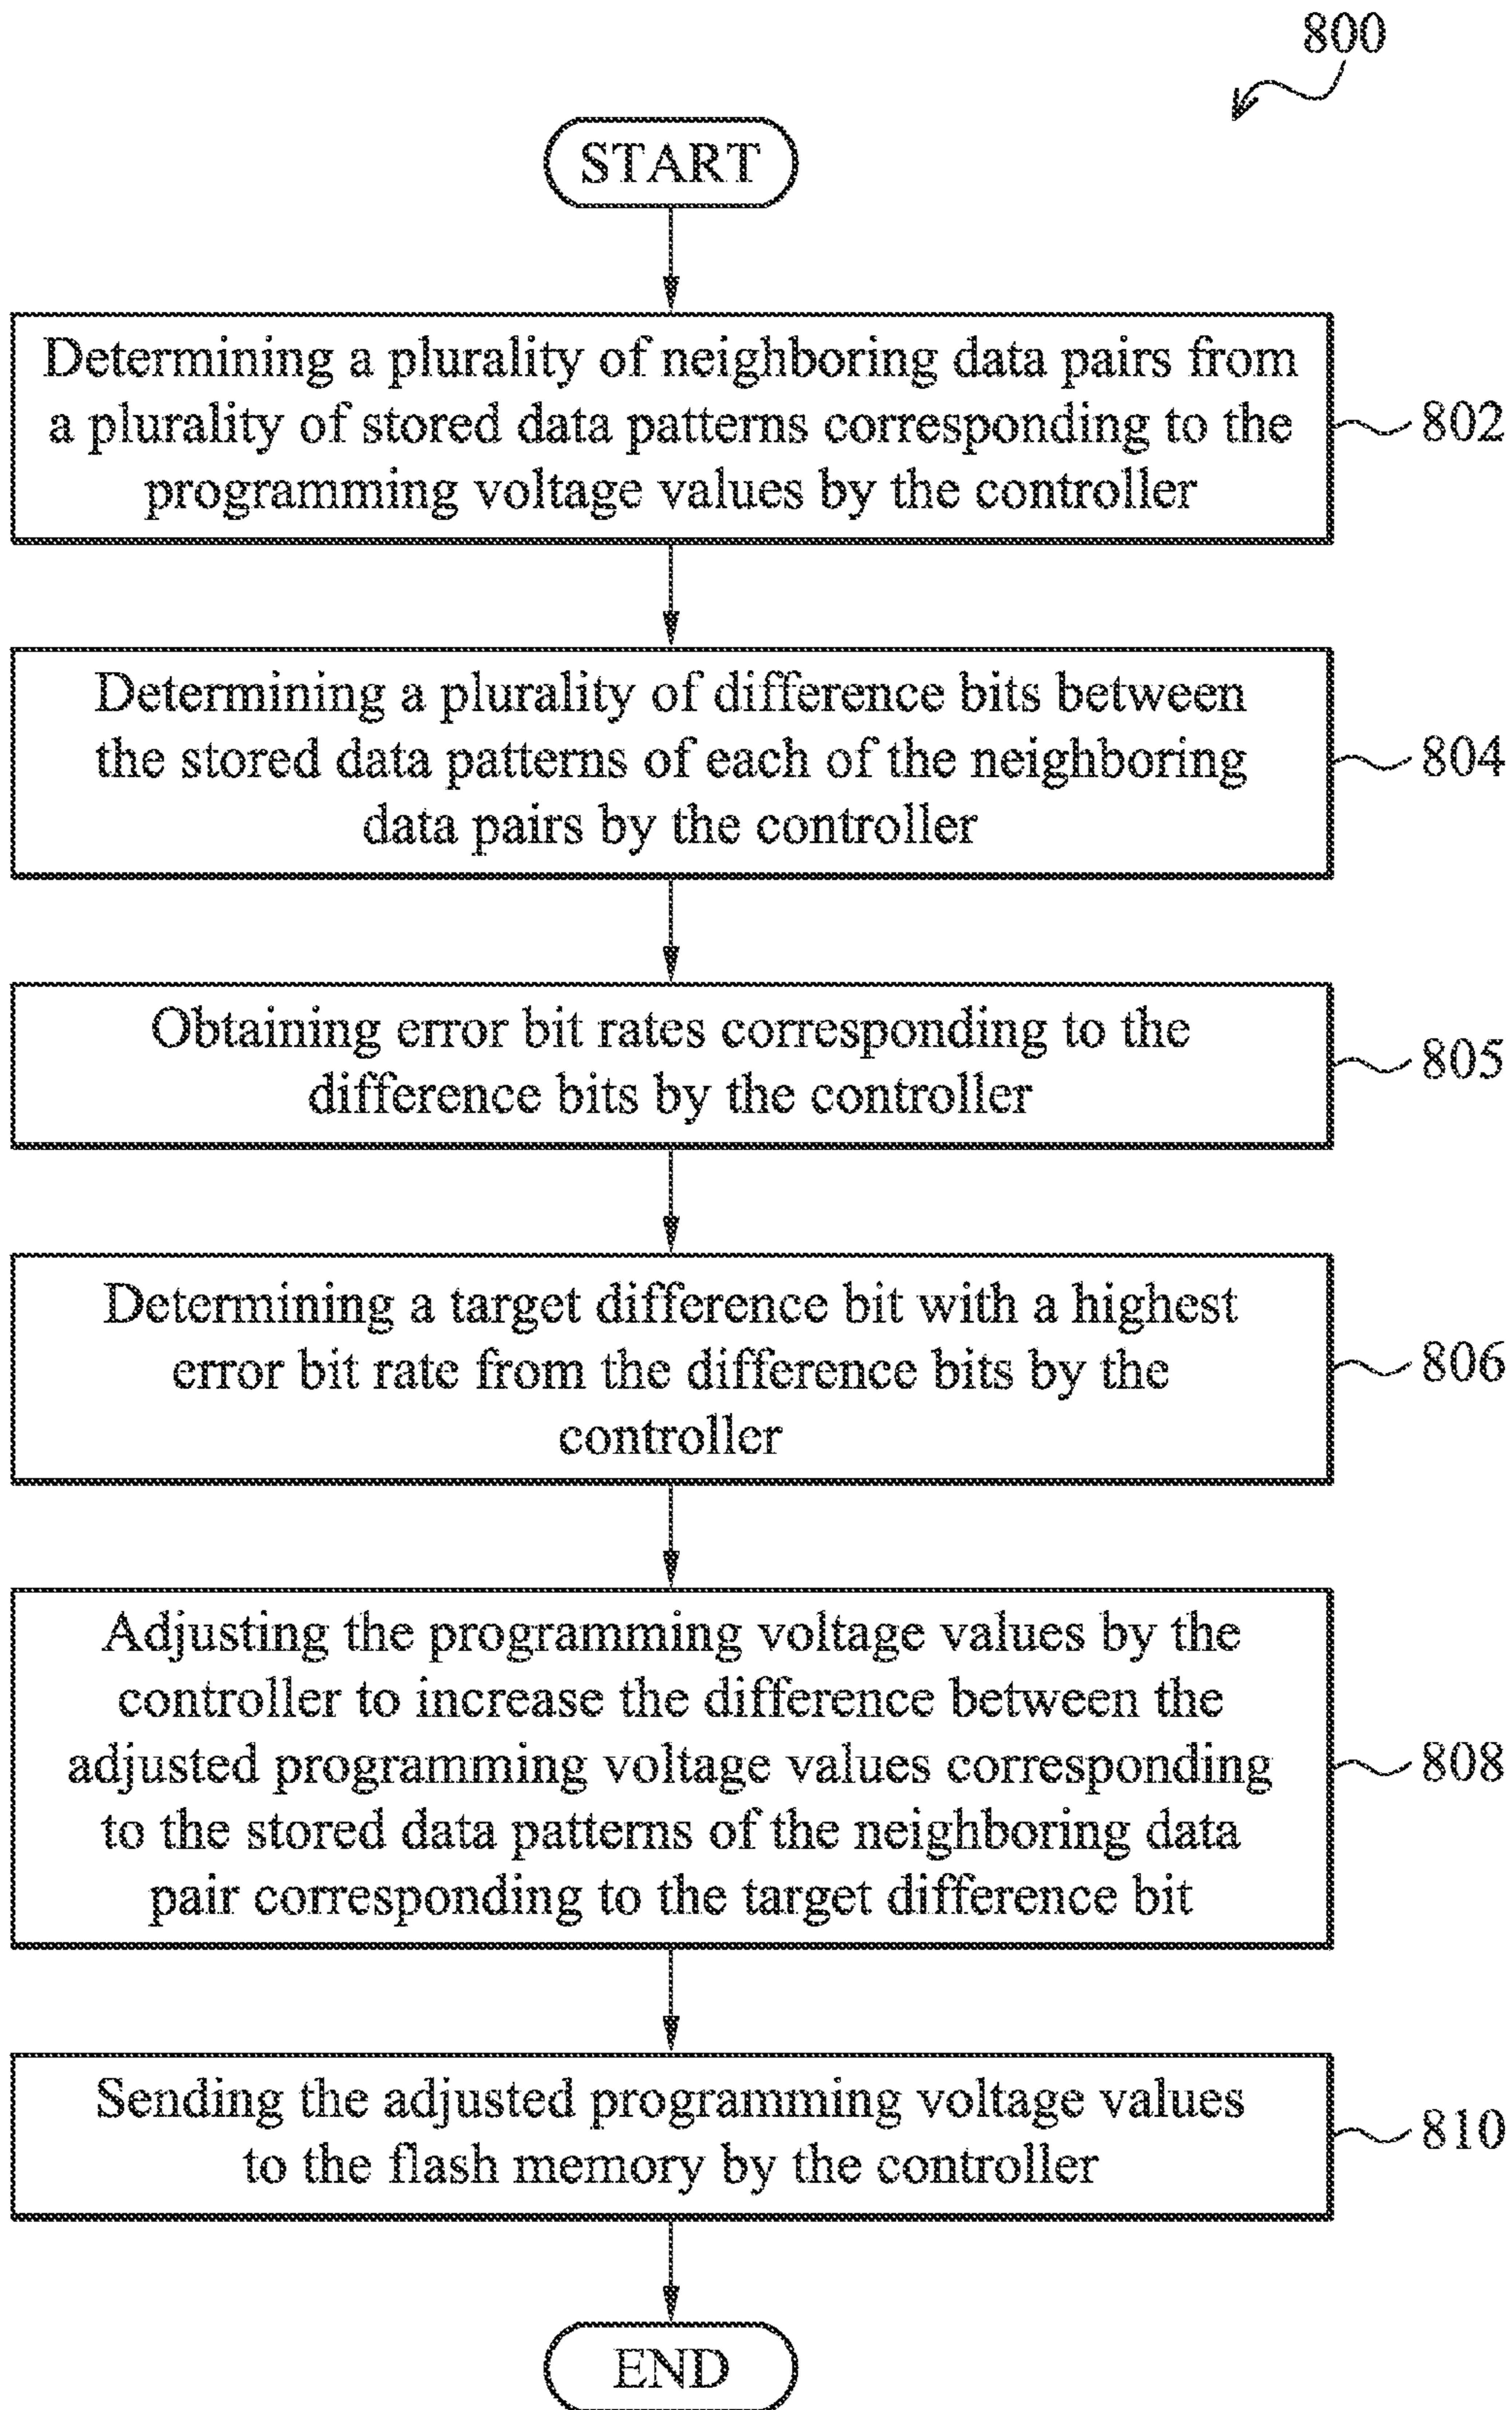 800
START
Determining a plurality of neighboring data pairs from
a plurality of stored data patterns corresponding to the
programming voltage values by the controller
802
Determining a plurality of difference bits between
the stored data patterns of each of the neighboring
data pairs by the controller
804
Obtaining error bit rates corresponding to the
difference bits by the controller
805
Determining a target difference bit with a highest
error bit rate from the difference bits by the
controller
806
Adjusting the programming voltage values by the
controller to increase the difference between the
adjusted programming voltage values corresponding
to the stored data patterns of the neighboring data
pair corresponding to the target difference bit
808
Sending the adjusted programming voltage values
to the flash memory by the controller
810
END